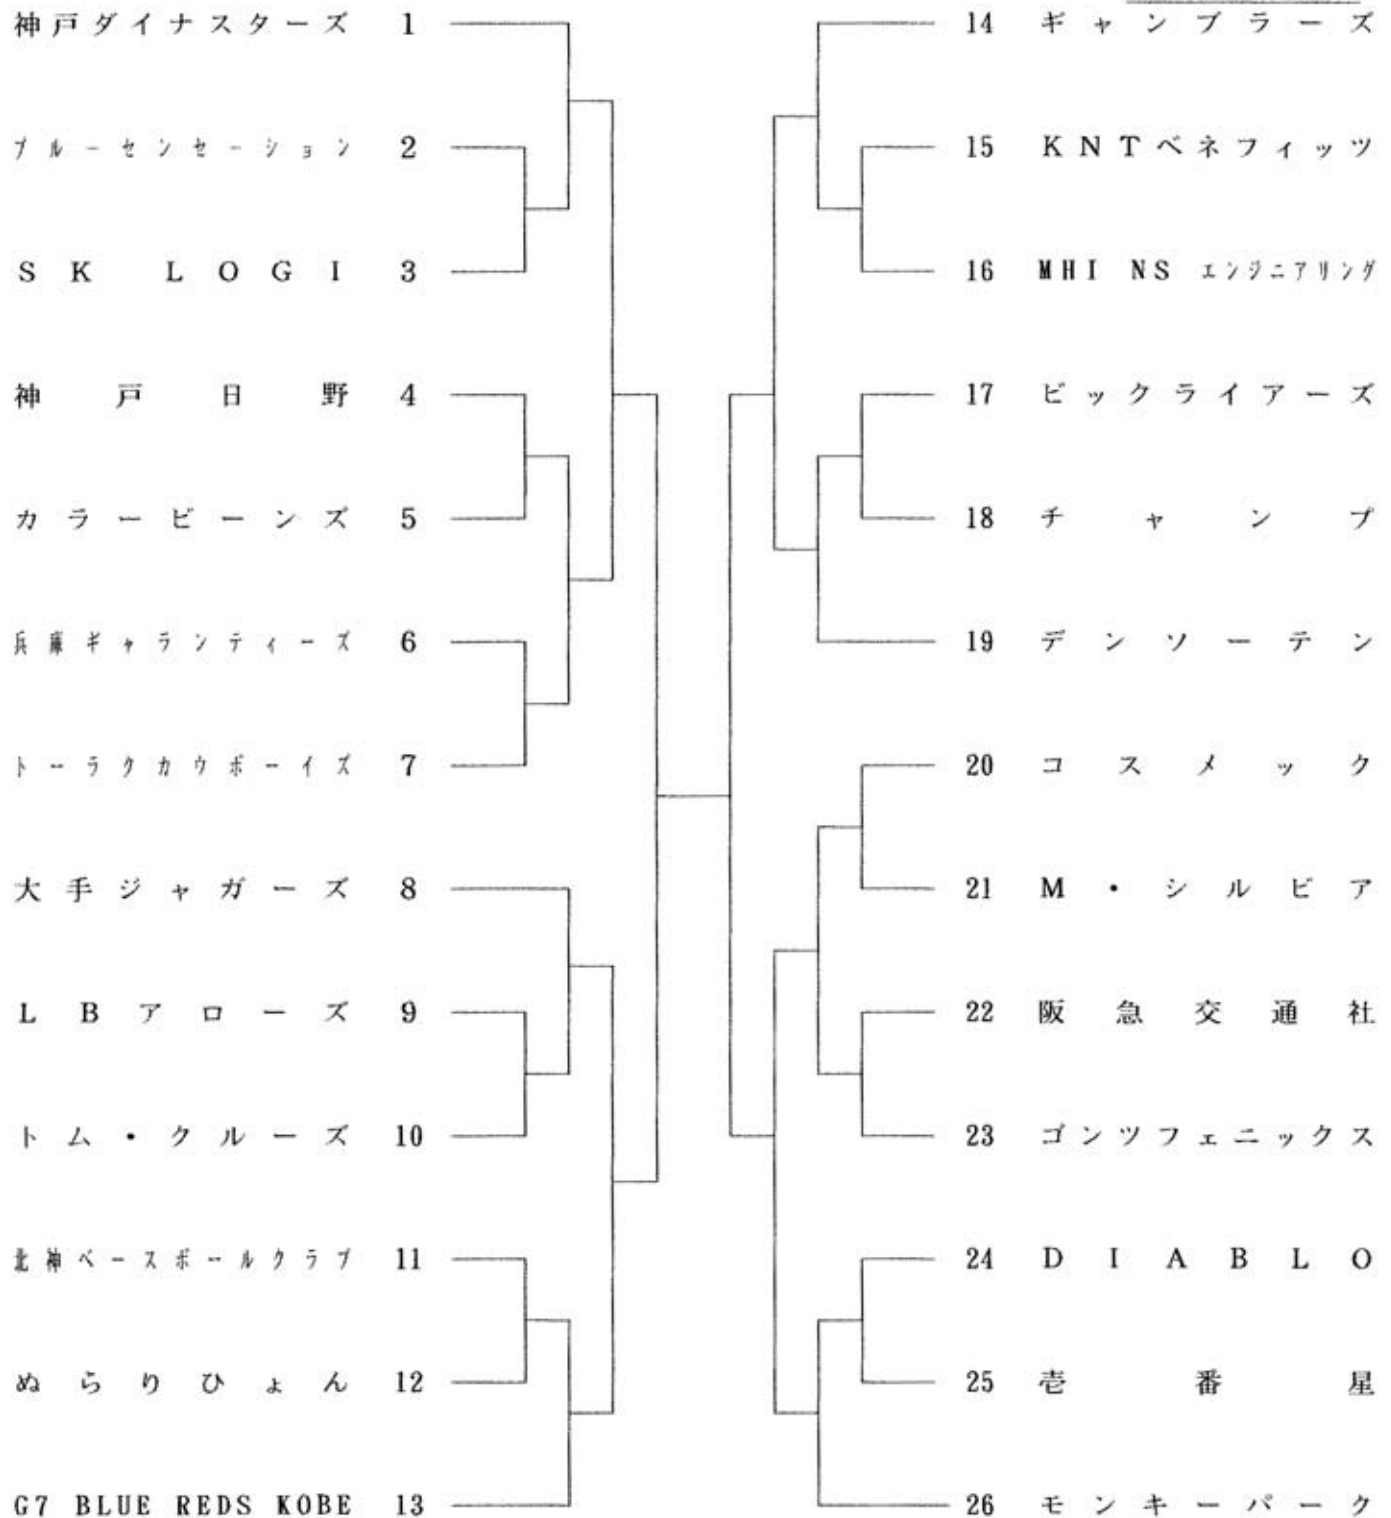 神戸ダイナスターズ 1
ブルーセンセーション 2
SK LOGI 3
神戸日野 4
カラービーンズ 5
兵庫ギャランティーズ 6
トーラクカウボーイズ 7
大手ジャガーズ 8
LBアローズ 9
トム・クルーズ 10
北神ベースボールクラブ 11
ぬらりひょん 12
G7 BLUE REDS KOBE 13
14 ギャンブラーズ
15 KNTベネフィッツ
16 MHI NS エンジニアリング
17 ビックライアーズ
18 チャンプ
19 デンソーテン
20 コスメック
21 M・シルビア
22 阪急交通社
23 ゴンツフェニックス
24 DIABLO
25 壱番星
26 モンキーパーク